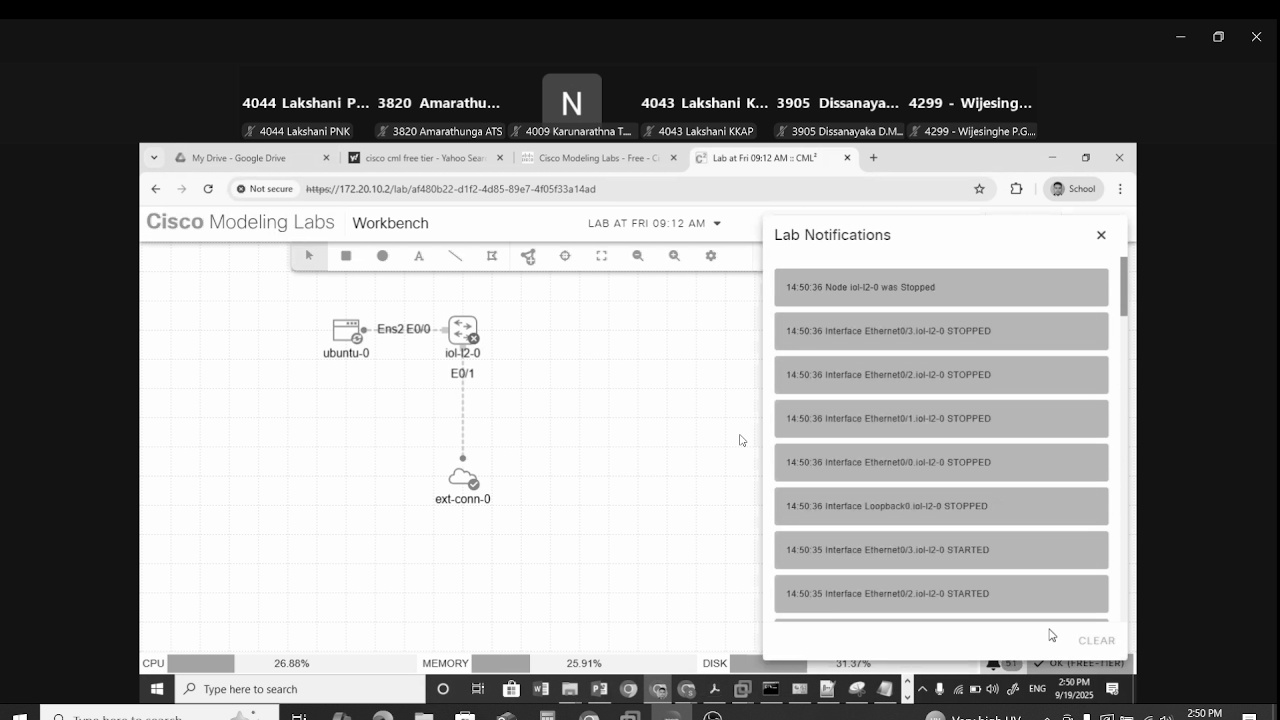 4044 Lakshani P... 3820 Amarathu... N 4043 Lakshani K... 3905 Dissanaya... 4299 - Wijesing...
4044 Lakshani PNK 3820 Amarathunga ATS 4009 Karunarathna T... 4043 Lakshani KKAP 3905 Dissanayaka D.M... 4299 - Wijesinghe P.G....
My Drive - Google Drive cisco cml free tier - Yahoo Sear Cisco Modeling Labs - Free - Ci Lab at Fri 09:12 AM :: CML²
Not secure https://172.20.10.2/lab/af480b22-d1f2-4d85-89e7-4f05f33a14ad School
Cisco Modeling Labs Workbench LAB AT FRI 09:12 AM
Lab Notifications
A
14:50:36 Node iol-l2-0 was Stopped
14:50:36 Interface Ethernet0/3.iol-l2-0 STOPPED
14:50:36 Interface Ethernet0/2.iol-l2-0 STOPPED
14:50:36 Interface Ethernet0/1.iol-l2-0 STOPPED
14:50:36 Interface Ethernet0/0.iol-l2-0 STOPPED
14:50:36 Interface Loopback0.iol-l2-0 STOPPED
14:50:35 Interface Ethernet0/3.iol-l2-0 STARTED
14:50:35 Interface Ethernet0/2.iol-l2-0 STARTED
CLEAR
Ens2 E0/0
ubuntu-0 iol-l2-0
E0/1
ext-conn-0
CPU 26.88% MEMORY 25.91% DISK 31.37% 51 OK (FREE-TIER)
Type here to search ENG 2:50 PM
9/19/2025
Type here to search 2:50 PM